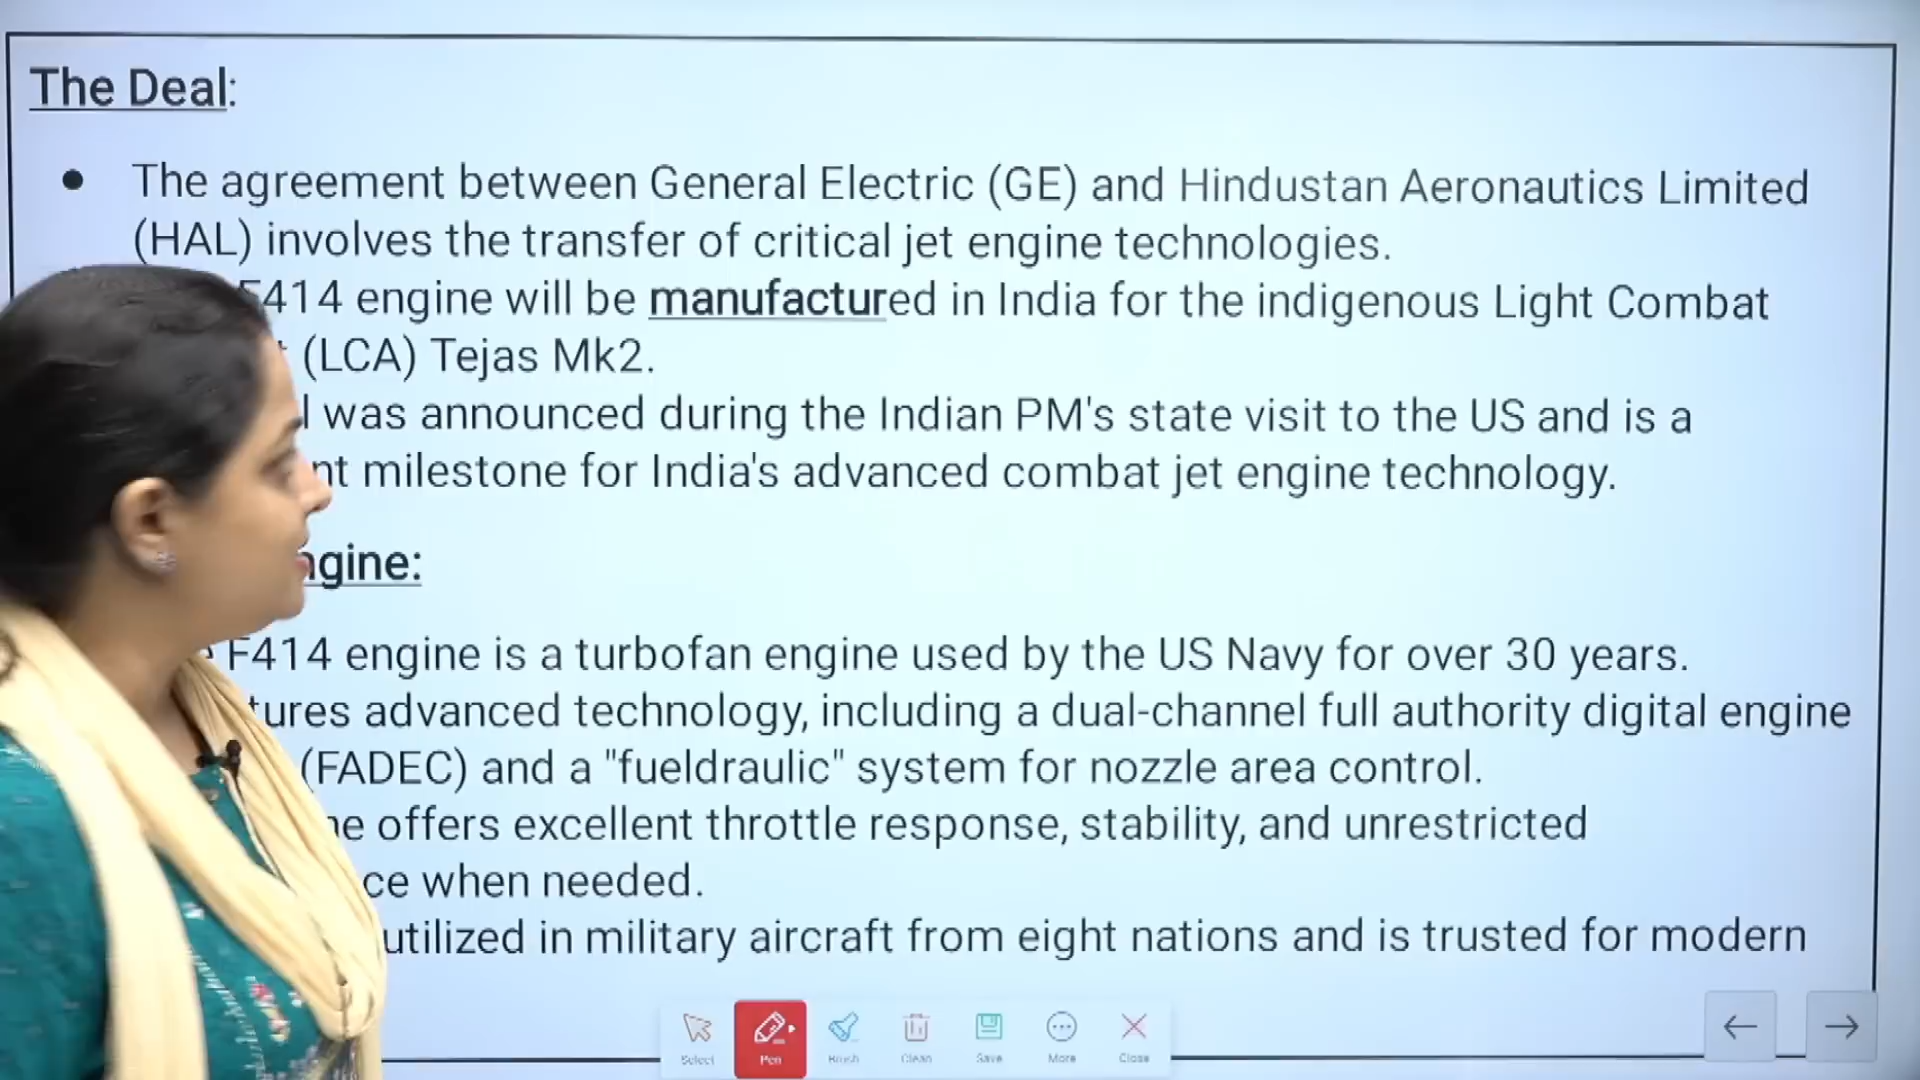 The Deal:
● The agreement between General Electric (GE) and Hindustan Aeronautics Limited
(HAL) involves the transfer of critical jet engine technologies.
F414 engine will be manufactured in India for the indigenous Light Combat
(LCA) Tejas Mk2.
was announced during the Indian PM's state visit to the US and is a
milestone for India's advanced combat jet engine technology.
F414 engine is a turbofan engine used by the US Navy for over 30 years.
advanced technology, including a dual-channel full authority digital engine
(FADEC) and a "fueldraulic" system for nozzle area control.
offers excellent throttle response, stability, and unrestricted
when needed.
utilized in military aircraft from eight nations and is trusted for modern
Select Pen Brush Clean Save More Close